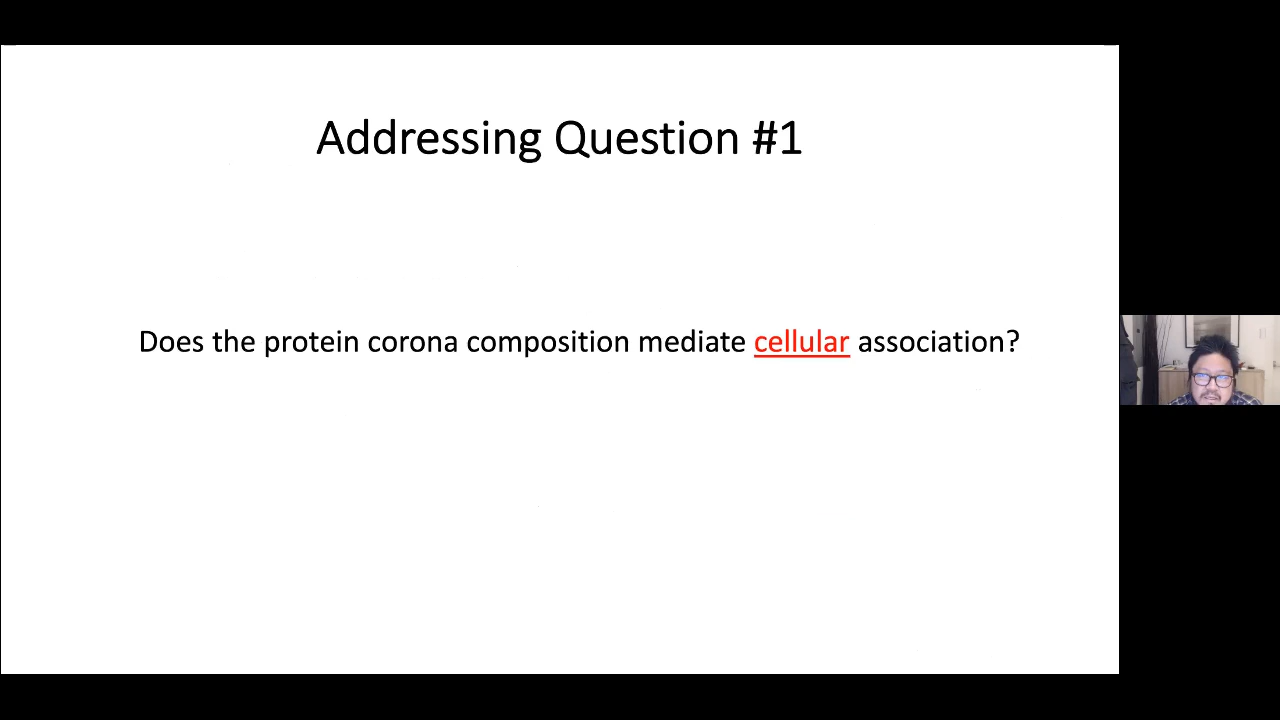 Addressing Question #1
Does the protein corona composition mediate cellular association?